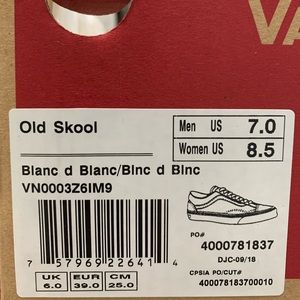 VA
Old Skool
Men US 7.0
Women US 8.5
Blanc d Blanc/Blnc d Blnc
VN0003Z6IM9
PO#
4000781837
DJC-09/18
CPSIA PO/CUT#
400078183700010
7 57969 22641 4
UK EUR CM
6.0 39.0 25.0